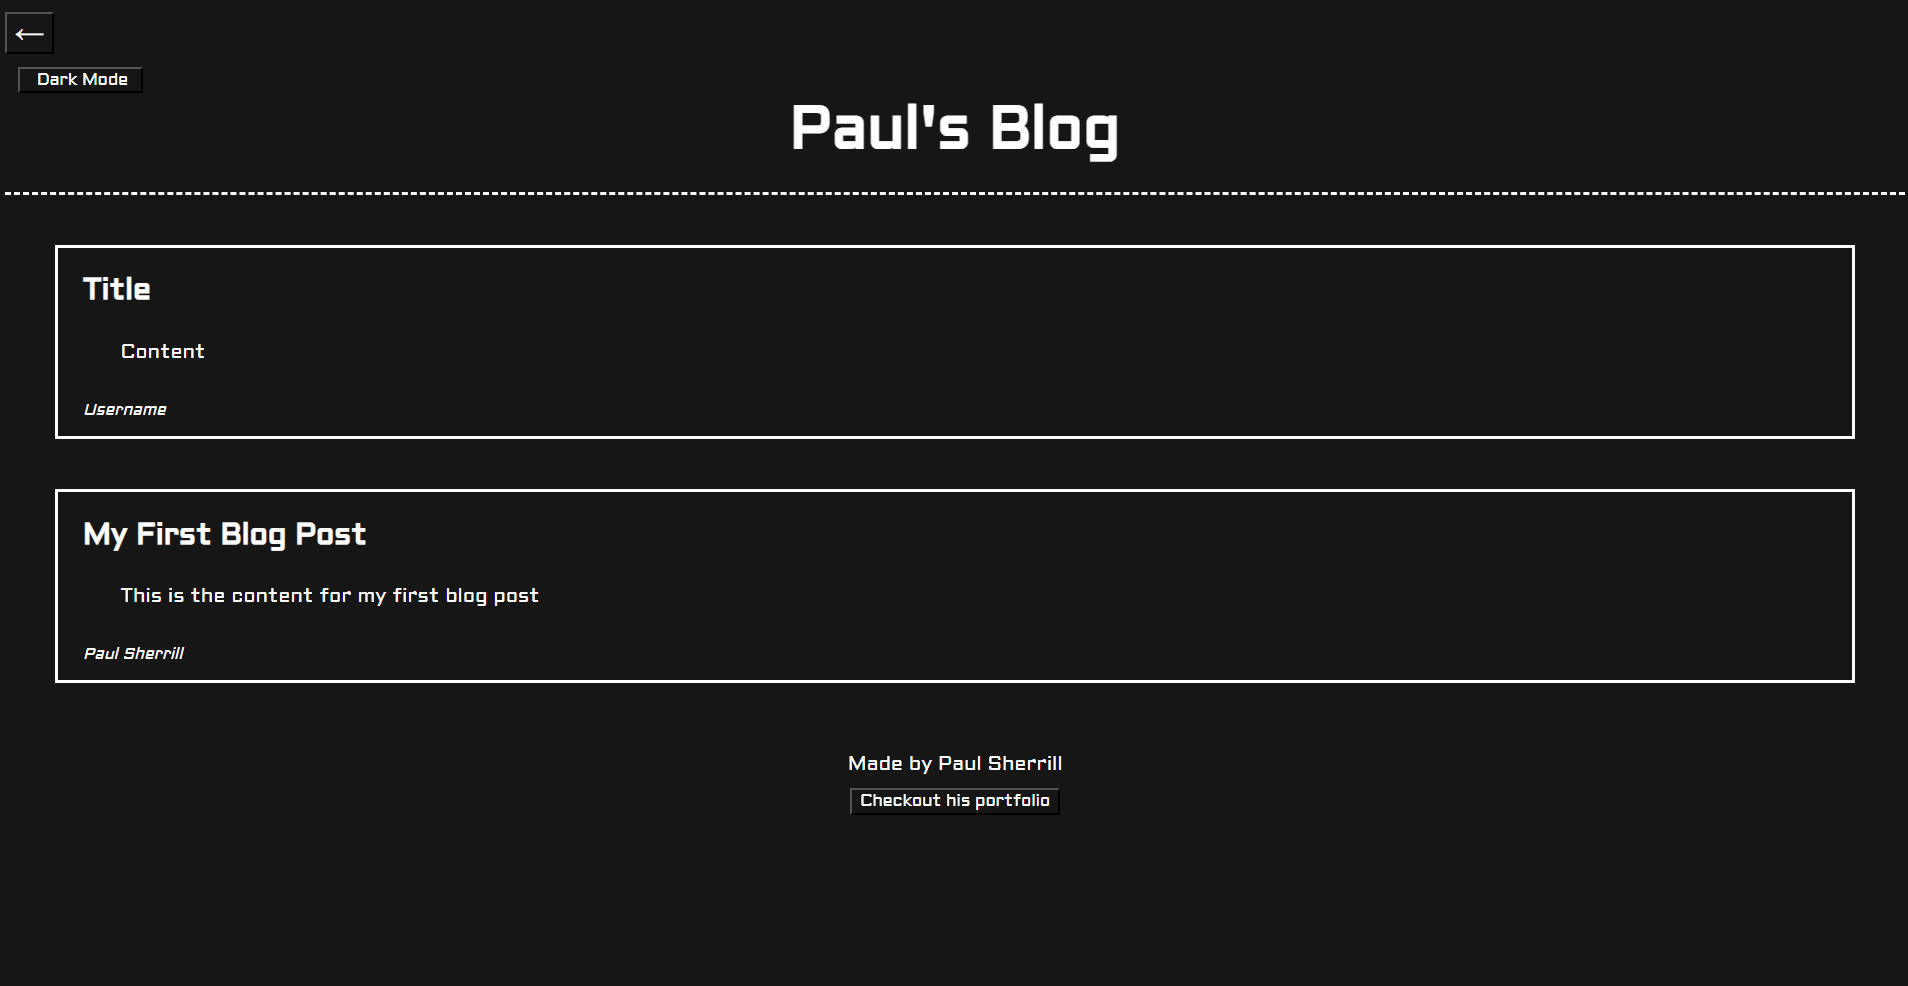 ←
Dark Mode
Paul's Blog
Title
Content
Username
My First Blog Post
This is the content for my first blog post
Paul Sherrill
Made by Paul Sherrill
Checkout his portfolio